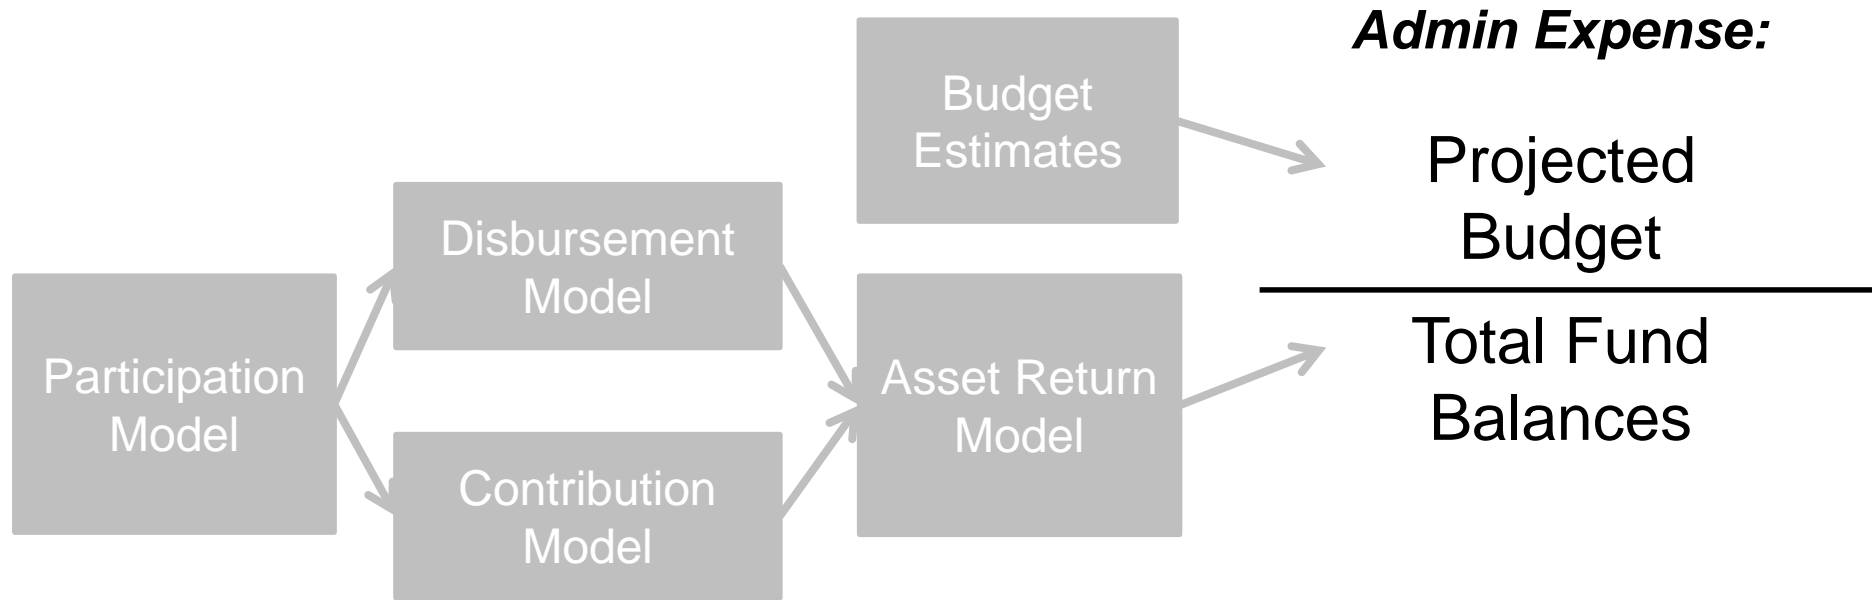 Admin Expense:
Budget
Estimates
Projected
Budget
Disbursement
Model
Participation
Model
Asset Return
Model
Total Fund
Balances
Contribution
Model